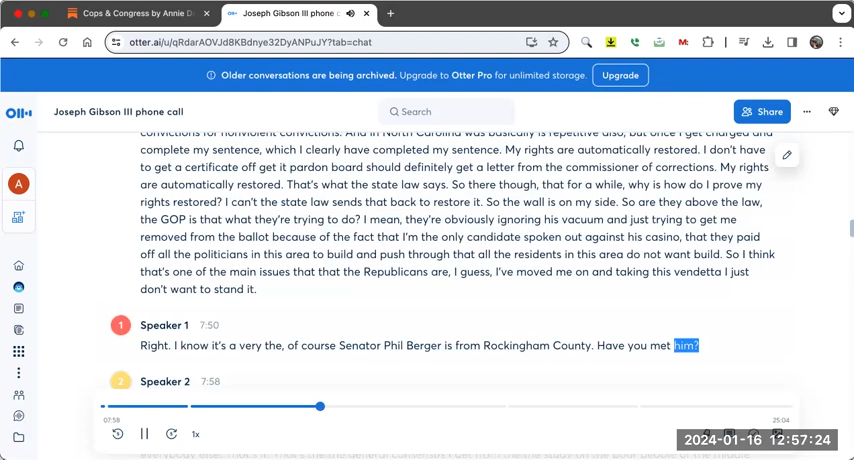 Cops & Congress by Annie D
Joseph Gibson III phone c
otter.ai/u/qRdarAOVJd8KBdnye32DyANPuJY?tab=chat
Older conversations are being archived. Upgrade to Otter Pro for unlimited storage.
Upgrade
Joseph Gibson III phone call
Search
Share
A
convictions for nonviolent convictions. And in North Carolina was basically is repetitive also, but once I get charged and
complete my sentence, which I clearly have completed my sentence. My rights are automatically restored. I don't have
to get a certificate off get it pardon board should definitely get a letter from the commissioner of corrections. My rights
are automatically restored. That's what the state law says. So there though, that for a while, why is how do I prove my
rights restored? I can't the state law sends that back to restore it. So the wall is on my side. So are they above the law,
the GOP is that what they're trying to do? I mean, they're obviously ignoring his vacuum and just trying to get me
removed from the ballot because of the fact that I'm the only candidate spoken out against his casino, that they paid
off all the politicians in this area to build and push through that all the residents in this area do not want build. So I think
that's one of the main issues that that the Republicans are, I guess, I've moved me on and taking this vendetta I just
don't want to stand it.
1
Speaker 1 7:50
Right. I know it's a very the, of course Senator Phil Berger is from Rockingham County. Have you met him?
2
Speaker 2 7:58
07:58
25:04
1x
2024-01-16 12:57:24